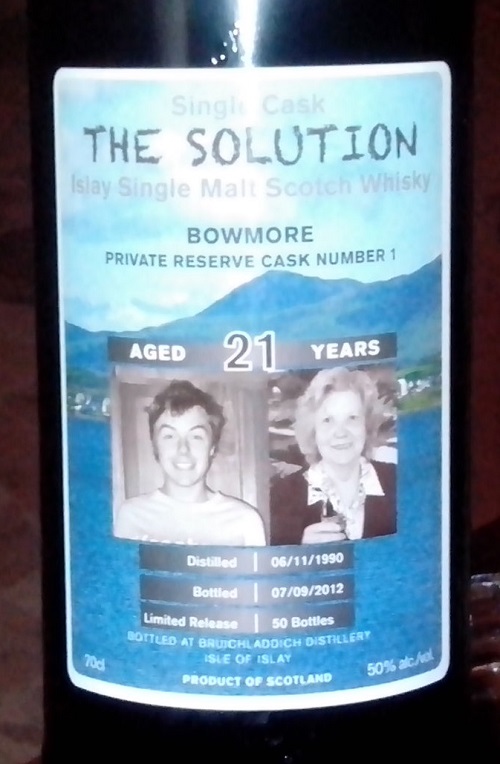 Single Cask
THE SOLUTION
Islay Single Malt Scotch Whisky
BOWMORE
PRIVATE RESERVE CASK NUMBER 1
AGED 21 YEARS
Distilled | 06/11/1990
Bottled | 07/09/2012
Limited Release | 50 Bottles
BOTTLED AT BRUICHLADDICH DISTILLERY
ISLE OF ISLAY
70cl
50% alc./vol.
PRODUCT OF SCOTLAND